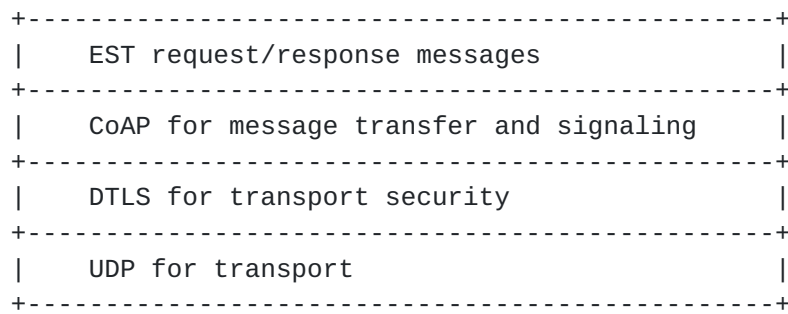 +------------------------------------------------+
|    EST request/response messages               |
+------------------------------------------------+
|    CoAP for message transfer and signaling     |
+------------------------------------------------+
|    DTLS for transport security                 |
+------------------------------------------------+
|    UDP for transport                           |
+------------------------------------------------+